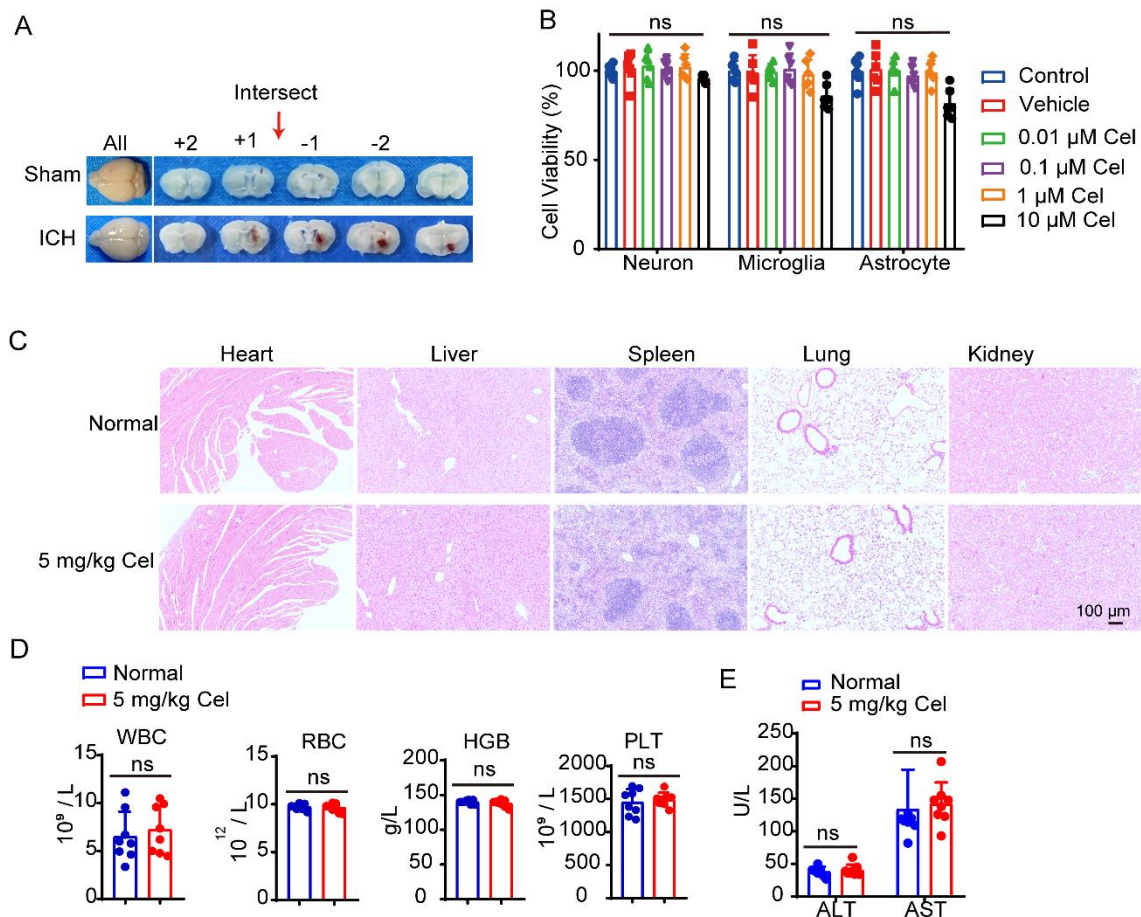 A
Intersect
All +2 +1 -1 -2
Sham
ICH
B
ns ns ns
Cell Viability (%)
100
50
0
Neuron Microglia Astrocyte
Control
Vehicle
0.01 µM Cel
0.1 µM Cel
1 µM Cel
10 µM Cel
C
Heart Liver Spleen Lung Kidney
Normal
5 mg/kg Cel
100 µm
D
Normal
5 mg/kg Cel
WBC
ns
10⁹ / L
15
10
5
0
RBC
ns
10¹² / L
15
10
5
0
HGB
ns
g/L
200
150
100
50
0
PLT
ns
10⁹ / L
2000
1500
1000
500
0
E
Normal
5 mg/kg Cel
ns
ns
U/L
250
200
150
100
50
0
ALT AST